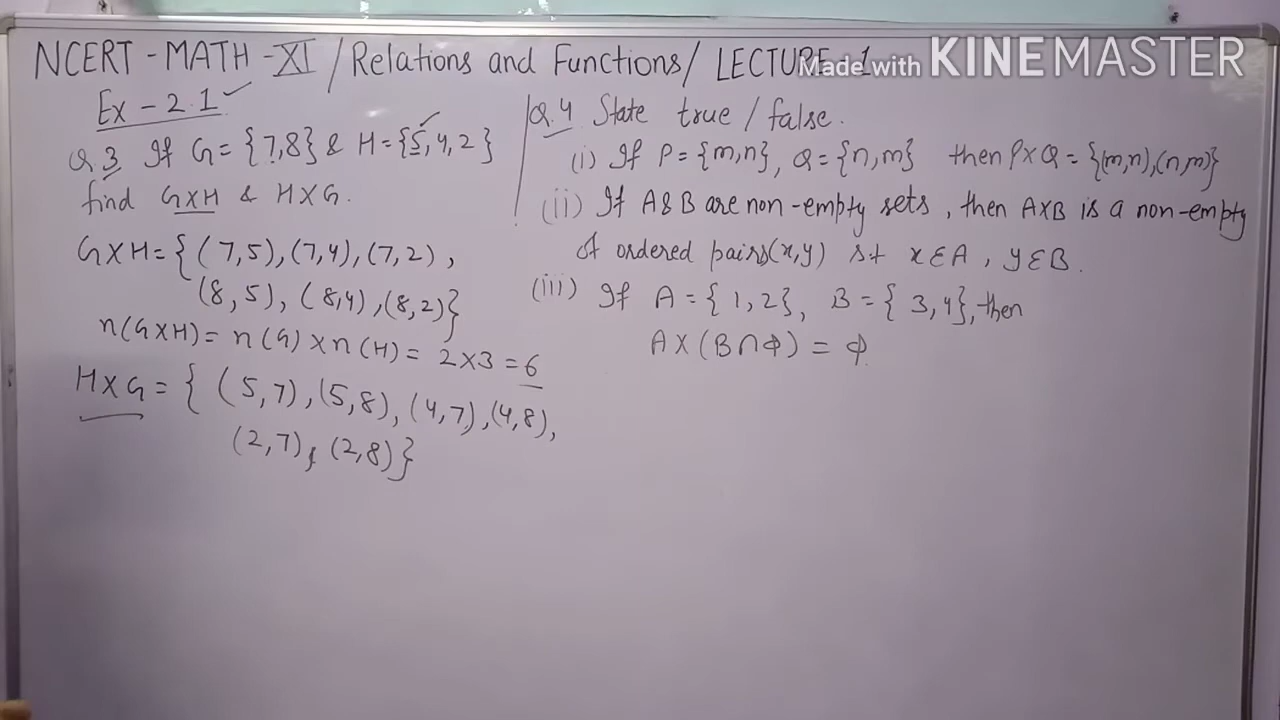 NCERT - MATH - XI / Relations and Functions / LECTURE - 1
Made with KINEMASTER
Ex - 2.1
Q.3 If G = {7,8} & H = {5,4,2}
find G×H & H×G.
G×H = { (7,5), (7,4), (7,2),
(8,5), (8,4), (8,2)}
n(G×H) = n(G) × n(H) = 2×3 = 6
H×G = { (5,7), (5,8), (4,7), (4,8),
(2,7), (2,8)}
Q.4 State true / false.
(i) If P = {m,n}, Q = {n,m} then P×Q = {(m,n),(n,m)}
(ii) If A & B are non-empty sets, then A×B is a non-empty
of ordered pairs (x,y) s.t x∈A, y∈B.
(iii) If A = {1,2}, B = {3,4}, then
A × (B∩Φ) = Φ.